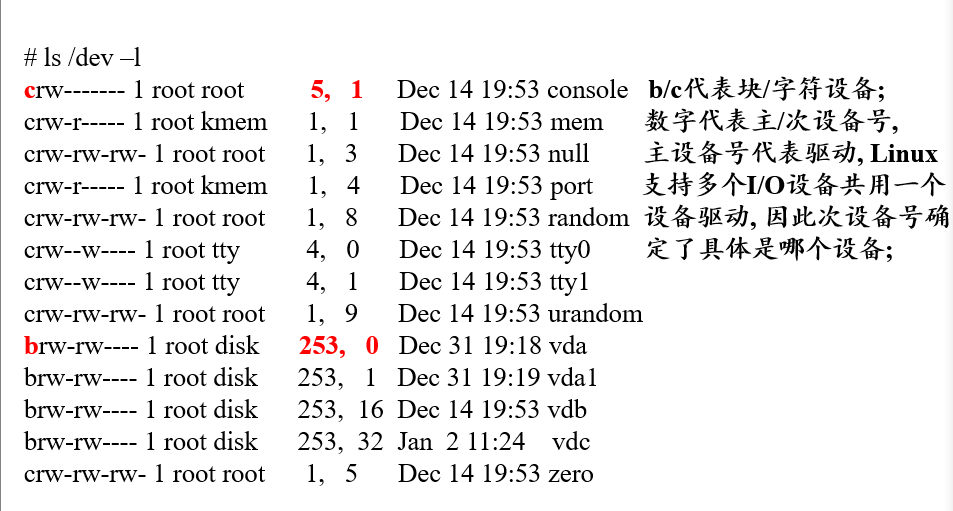 # ls /dev –l
crw------- 1 root root 5, 1 Dec 14 19:53 console b/c代表块/字符设备;
crw-r----- 1 root kmem 1, 1 Dec 14 19:53 mem 数字代表主/次设备号,
crw-rw-rw- 1 root root 1, 3 Dec 14 19:53 null 主设备号代表驱动, Linux
crw-r----- 1 root kmem 1, 4 Dec 14 19:53 port 支持多个I/O设备共用一个
crw-rw-rw- 1 root root 1, 8 Dec 14 19:53 random 设备驱动, 因此次设备号确
crw--w---- 1 root tty 4, 0 Dec 14 19:53 tty0 定了具体是哪个设备;
crw--w---- 1 root tty 4, 1 Dec 14 19:53 tty1
crw-rw-rw- 1 root root 1, 9 Dec 14 19:53 urandom
brw-rw---- 1 root disk 253, 0 Dec 31 19:18 vda
brw-rw---- 1 root disk 253, 1 Dec 31 19:19 vda1
brw-rw---- 1 root disk 253, 16 Dec 14 19:53 vdb
brw-rw---- 1 root disk 253, 32 Jan 2 11:24 vdc
crw-rw-rw- 1 root root 1, 5 Dec 14 19:53 zero